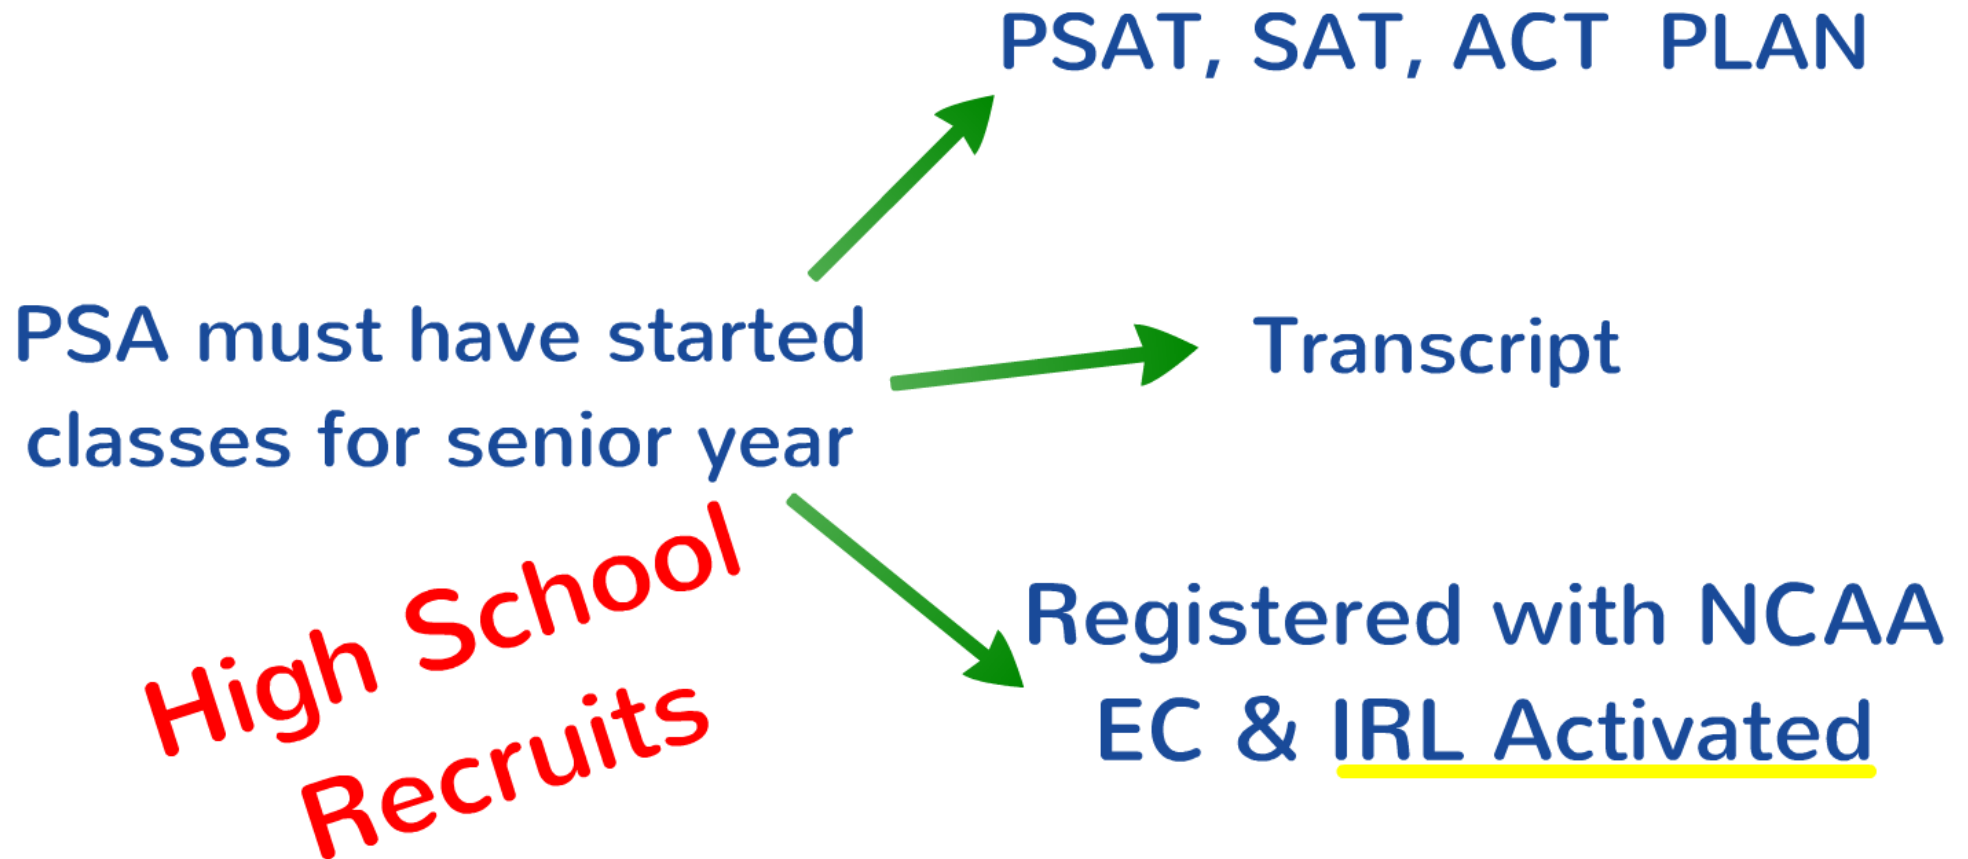 PSAT, SAT, ACT PLAN
PSA must have started
classes for senior year
Transcript
High School
Recruits
Registered with NCAA
EC & IRL Activated